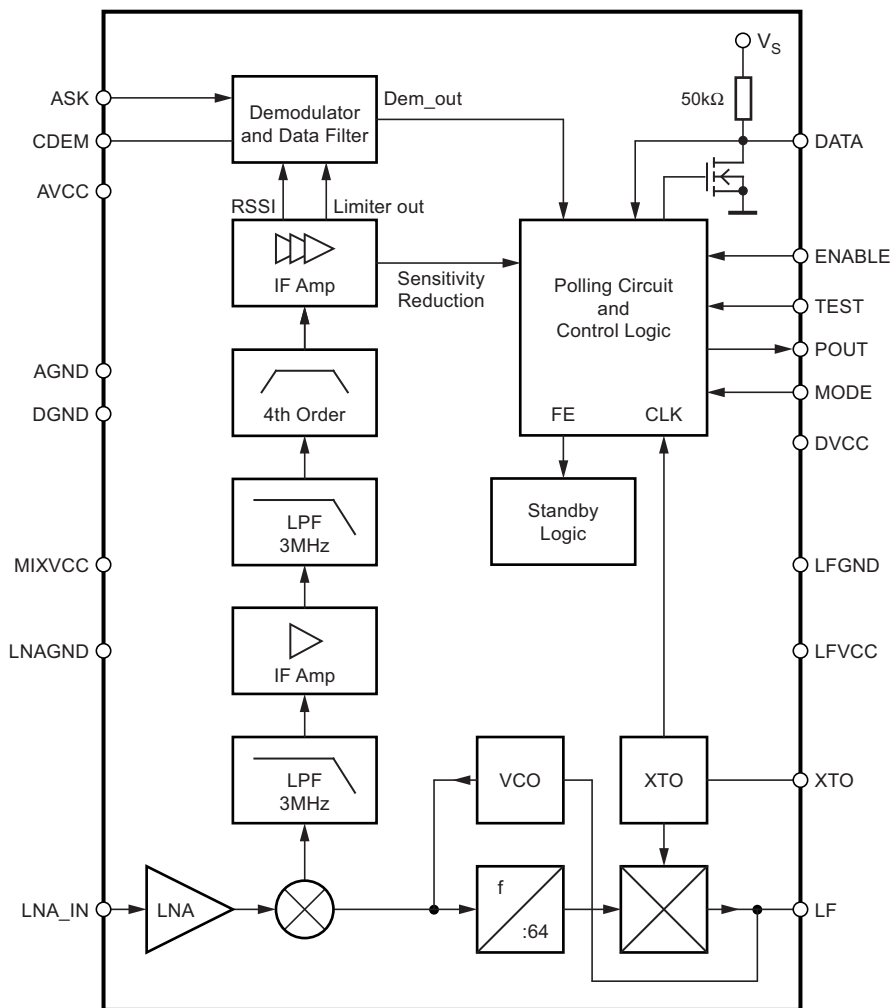 V_S
ASK
Demodulator
and Data Filter
Dem_out
50kΩ
CDEM
DATA
AVCC
RSSI
Limiter out
IF Amp
Sensitivity
Reduction
Polling Circuit
and
Control Logic
ENABLE
TEST
POUT
AGND
MODE
DGND
4th Order
FE
CLK
DVCC
LPF
3MHz
Standby
Logic
MIXVCC
LFGND
IF Amp
LNAGND
LFVCC
LPF
3MHz
VCO
XTO
XTO
LNA_IN
LNA
f
:64
LF